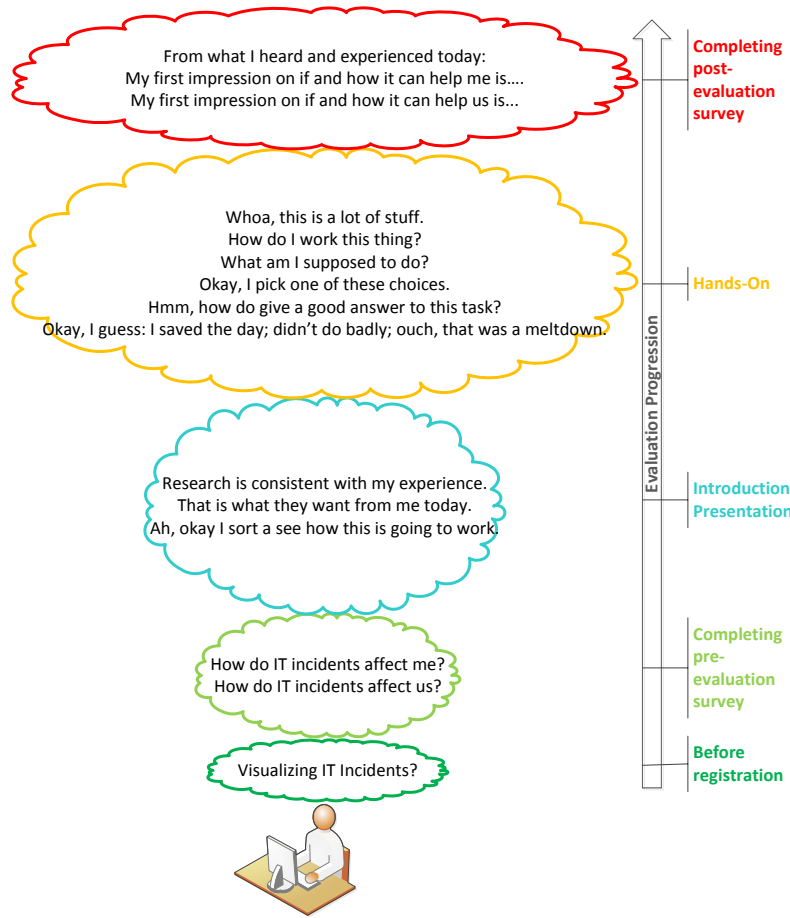 From what I heard and experienced today:
My first impression on if and how it can help me is....
My first impression on if and how it can help us is...
Completing
post-
evaluation
survey
Whoa, this is a lot of stuff.
How do I work this thing?
What am I supposed to do?
Okay, I pick one of these choices.
Hmm, how do give a good answer to this task?
Okay, I guess: I saved the day; didn't do badly; ouch, that was a meltdown.
Hands-On
Evaluation Progression
Research is consistent with my experience.
That is what they want from me today.
Ah, okay I sort a see how this is going to work.
Introduction
Presentation
How do IT incidents affect me?
How do IT incidents affect us?
Completing
pre-
evaluation
survey
Visualizing IT Incidents?
Before
registration